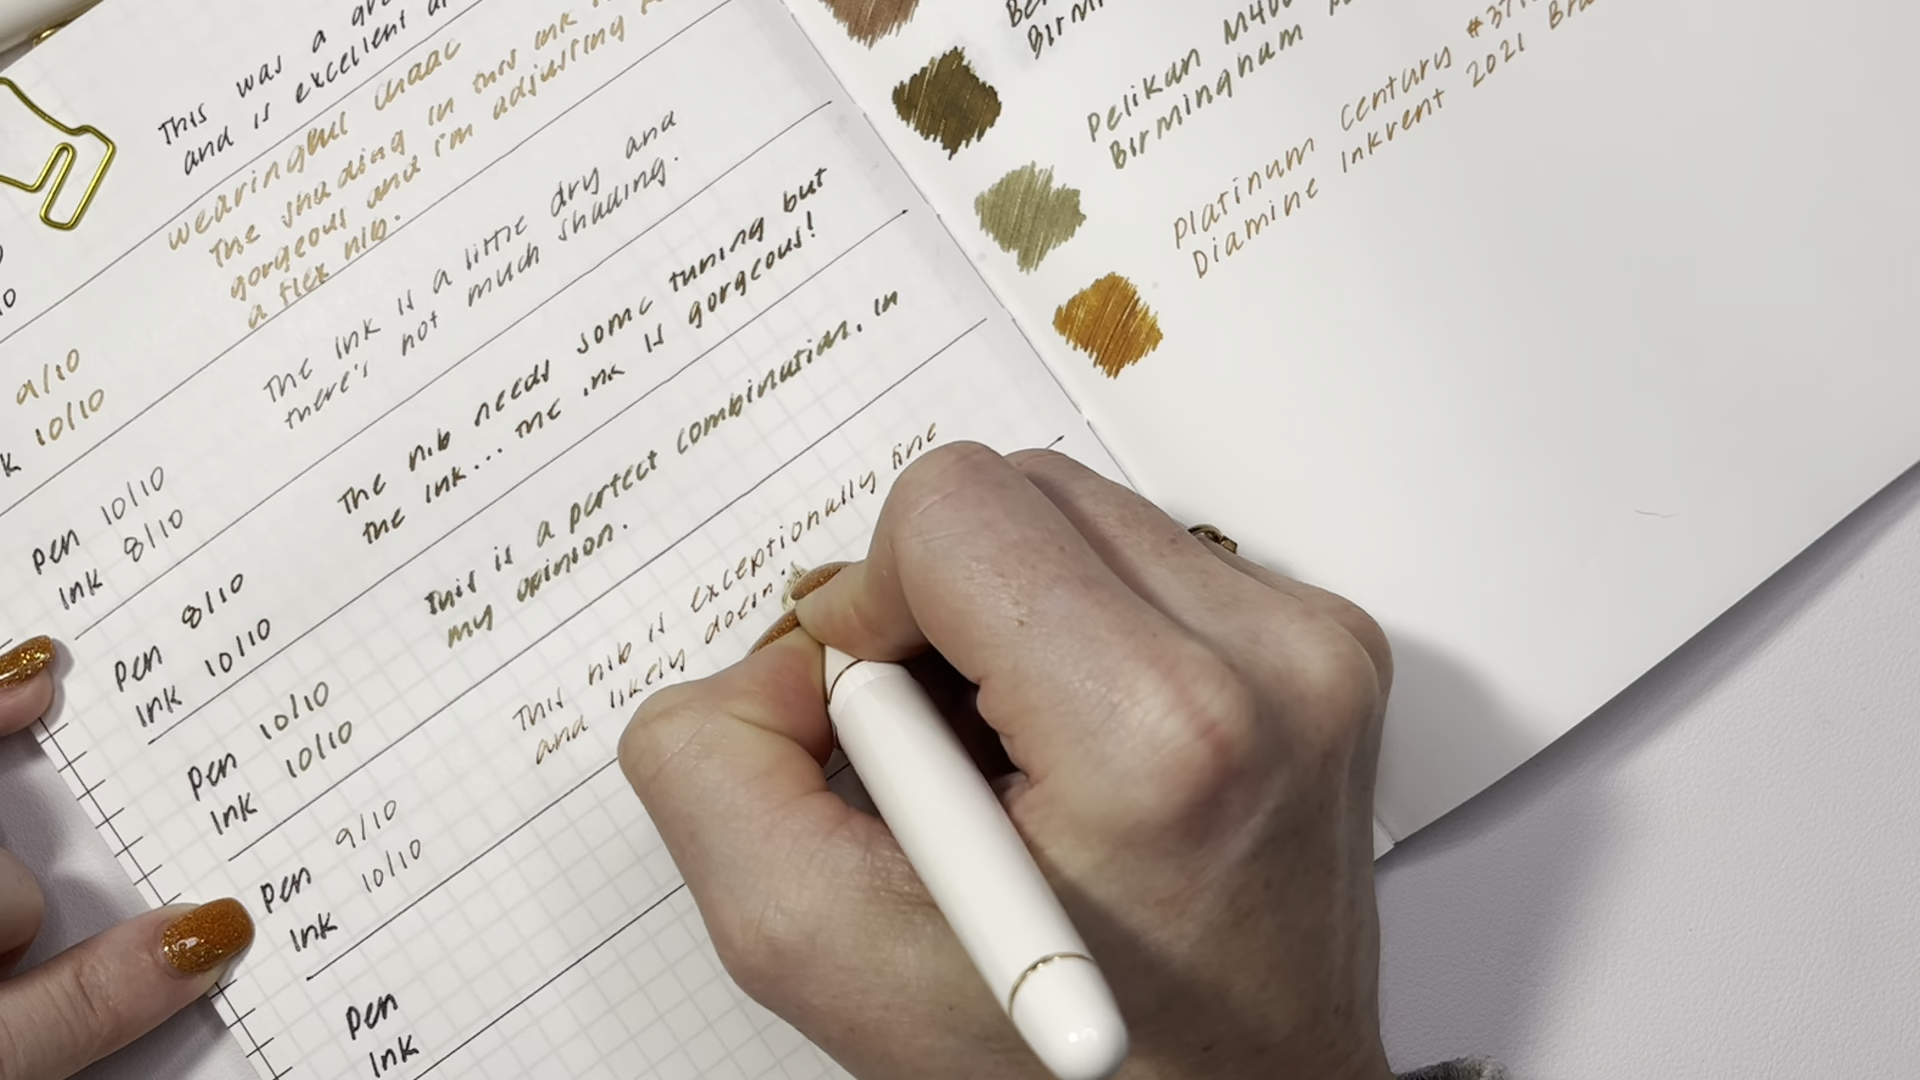 This was a
and is excellent
wearingeul
The shading in this ink
gorgeous and i'm adjusting
a flex nib.
9/10
10/10
The ink is a little dry and
there's not much shading.
Pen 10/10
Ink 8/10
The nib needs some tuning but
the ink... the ink is gorgeous!
Pen 8/10
Ink 10/10
This is a perfect combination. In
my opinion.
Pen 10/10
Ink 10/10
This nib is exceptionally fine
and likely doesn'
Pen 9/10
Ink 10/10
Pen
Ink
Pelikan
Birmingham
Platinum Century
Diamine Inkvent 2021